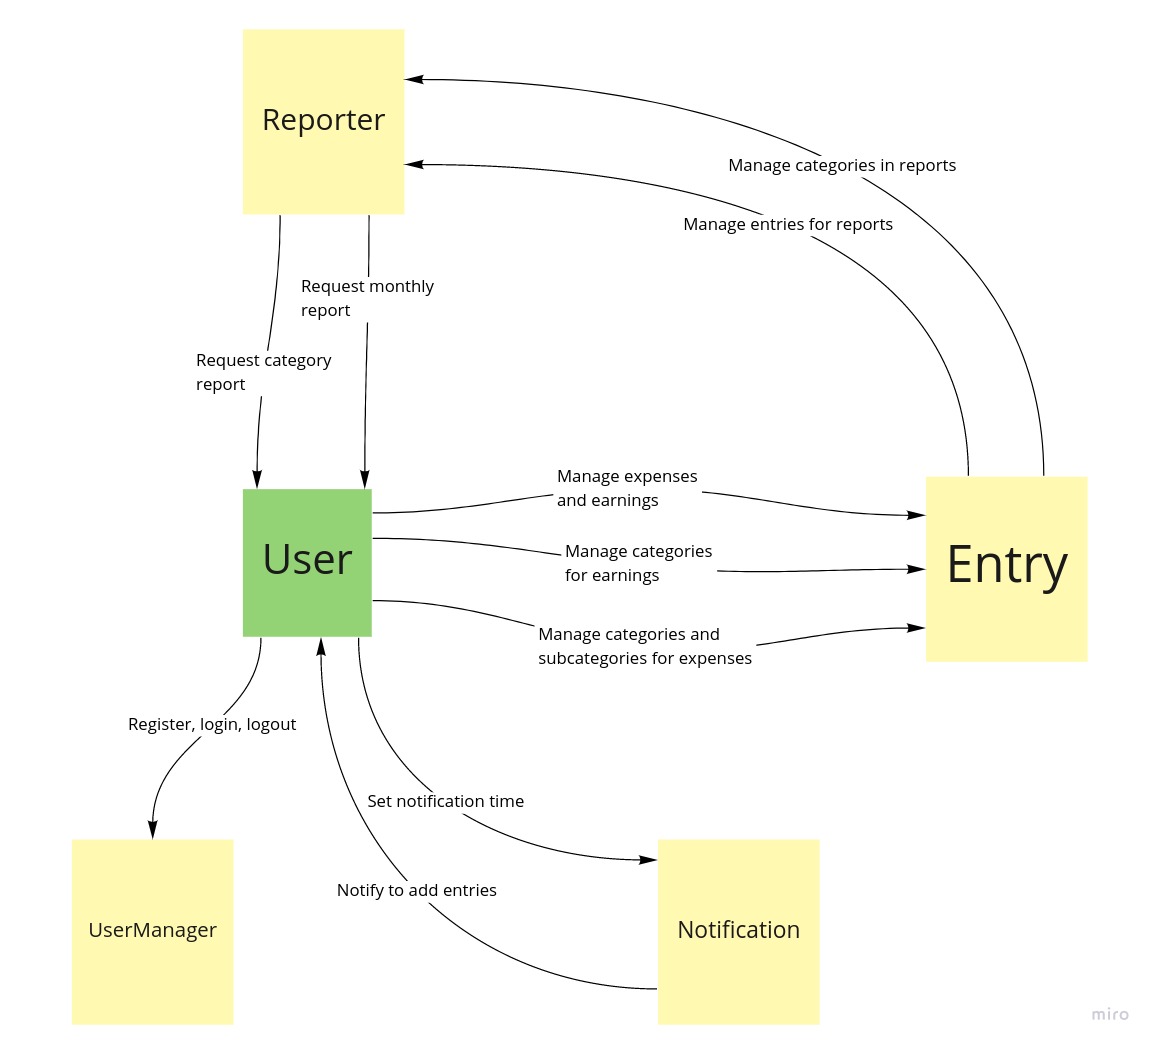 Reporter
Manage categories in reports
Manage entries for reports
Request monthly
report
Request category
report
Manage expenses
and earnings
User
Manage categories
for earnings
Entry
Manage categories and
subcategories for expenses
Register, login, logout
Set notification time
Notify to add entries
UserManager
Notification
miro